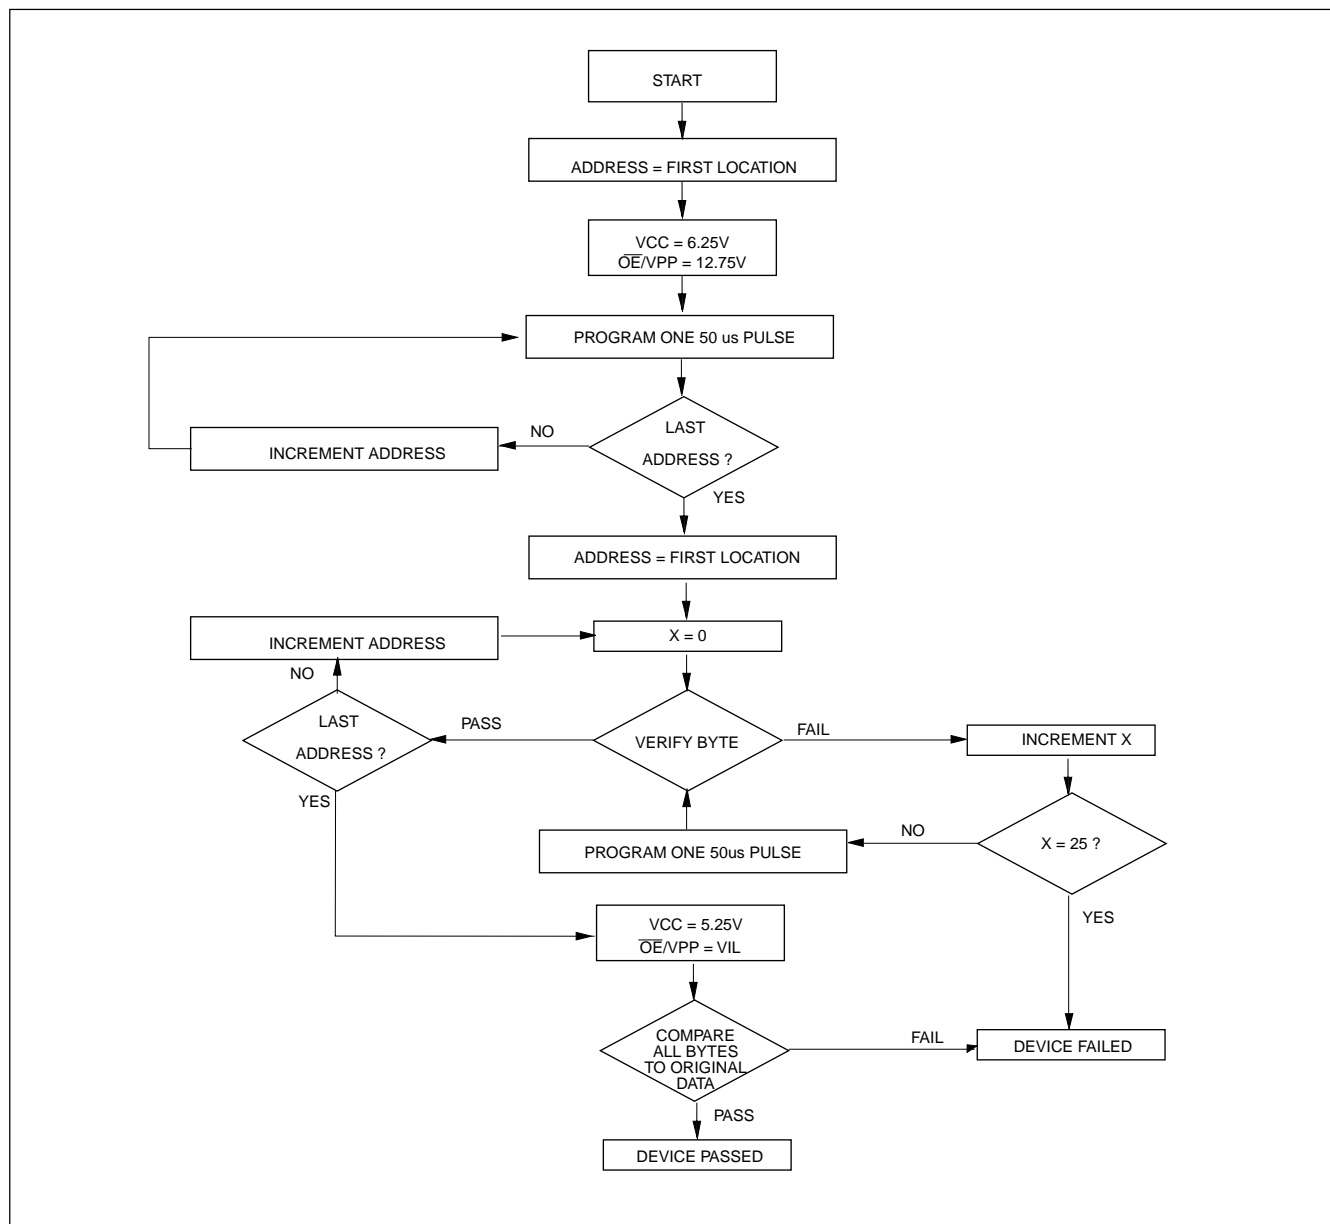 START
ADDRESS = FIRST LOCATION
VCC = 6.25V
OE/VPP = 12.75V
PROGRAM ONE 50 us PULSE
LAST
ADDRESS ?
NO
INCREMENT ADDRESS
YES
ADDRESS = FIRST LOCATION
INCREMENT ADDRESS
X = 0
NO
LAST
ADDRESS ?
PASS
VERIFY BYTE
FAIL
INCREMENT X
YES
PROGRAM ONE 50us PULSE
NO
X = 25 ?
YES
VCC = 5.25V
OE/VPP = VIL
COMPARE
ALL BYTES
TO ORIGINAL
DATA
FAIL
DEVICE FAILED
PASS
DEVICE PASSED